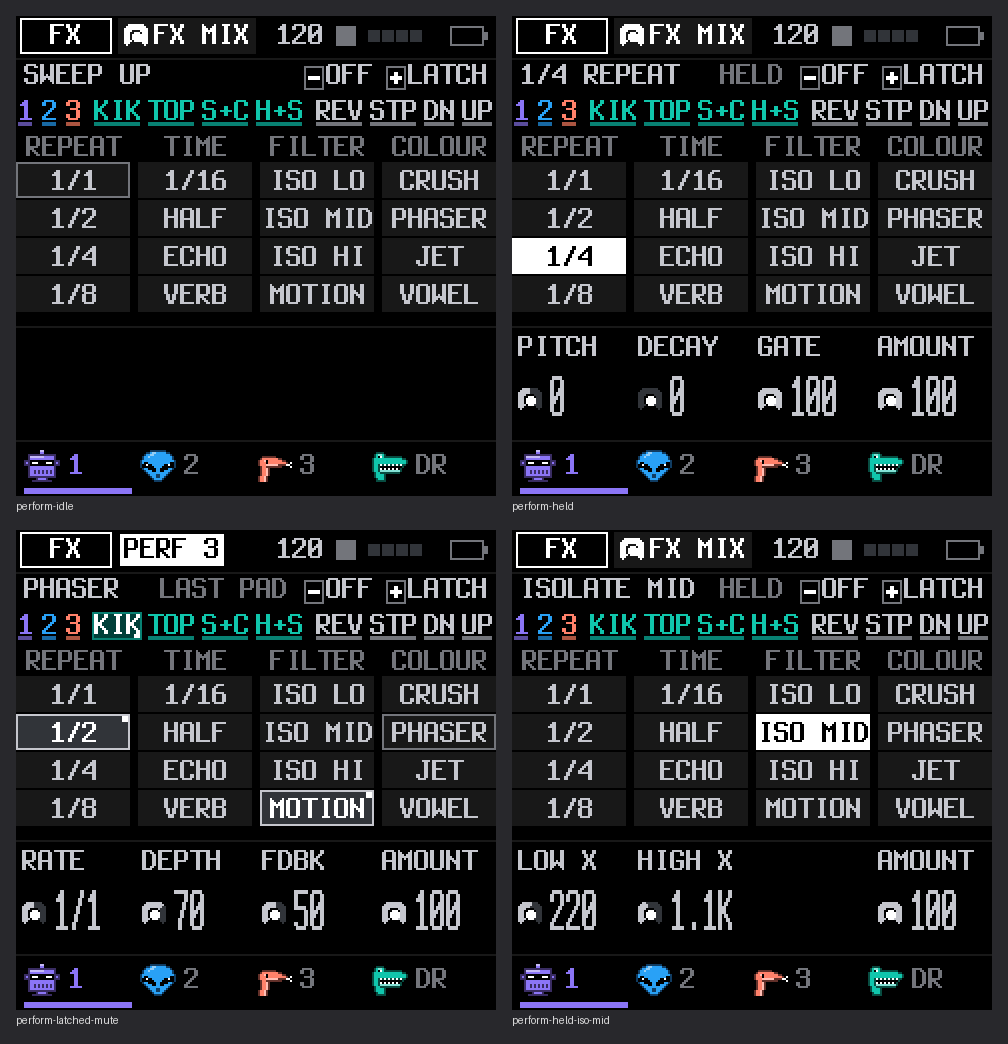 FX FX MIX 120
SWEEP UP -OFF +LATCH
1 2 3 KIK TOP S+C H+S REV STP DN UP
REPEAT TIME FILTER COLOUR
1/1 1/16 ISO LO CRUSH
1/2 HALF ISO MID PHASER
1/4 ECHO ISO HI JET
1/8 VERB MOTION VOWEL
1 2 3 DR
perform-idle
FX FX MIX 120
1/4 REPEAT HELD -OFF +LATCH
1 2 3 KIK TOP S+C H+S REV STP DN UP
REPEAT TIME FILTER COLOUR
1/1 1/16 ISO LO CRUSH
1/2 HALF ISO MID PHASER
1/4 ECHO ISO HI JET
1/8 VERB MOTION VOWEL
PITCH DECAY GATE AMOUNT
0 0 100 100
1 2 3 DR
perform-held
FX PERF 3 120
PHASER LAST PAD -OFF +LATCH
1 2 3 KIK TOP S+C H+S REV STP DN UP
REPEAT TIME FILTER COLOUR
1/1 1/16 ISO LO CRUSH
1/2 HALF ISO MID PHASER
1/4 ECHO ISO HI JET
1/8 VERB MOTION VOWEL
RATE DEPTH FDBK AMOUNT
1/1 70 50 100
1 2 3 DR
perform-latched-mute
FX FX MIX 120
ISOLATE MID HELD -OFF +LATCH
1 2 3 KIK TOP S+C H+S REV STP DN UP
REPEAT TIME FILTER COLOUR
1/1 1/16 ISO LO CRUSH
1/2 HALF ISO MID PHASER
1/4 ECHO ISO HI JET
1/8 VERB MOTION VOWEL
LOW X HIGH X AMOUNT
220 1.1K 100
1 2 3 DR
perform-held-iso-mid